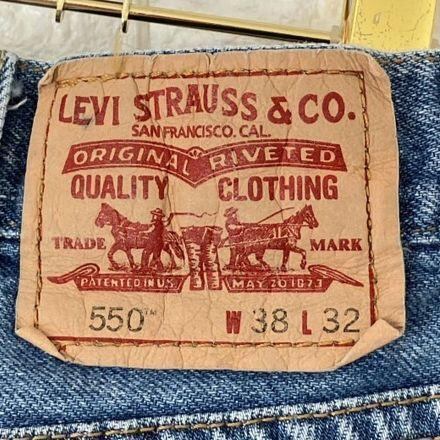 LEVI STRAUSS & CO.
SAN FRANCISCO, CAL.
ORIGINAL RIVETED
QUALITY CLOTHING
TRADE MARK
PATENTED IN U.S. MAY 20 1873
550™ W 38 L 32